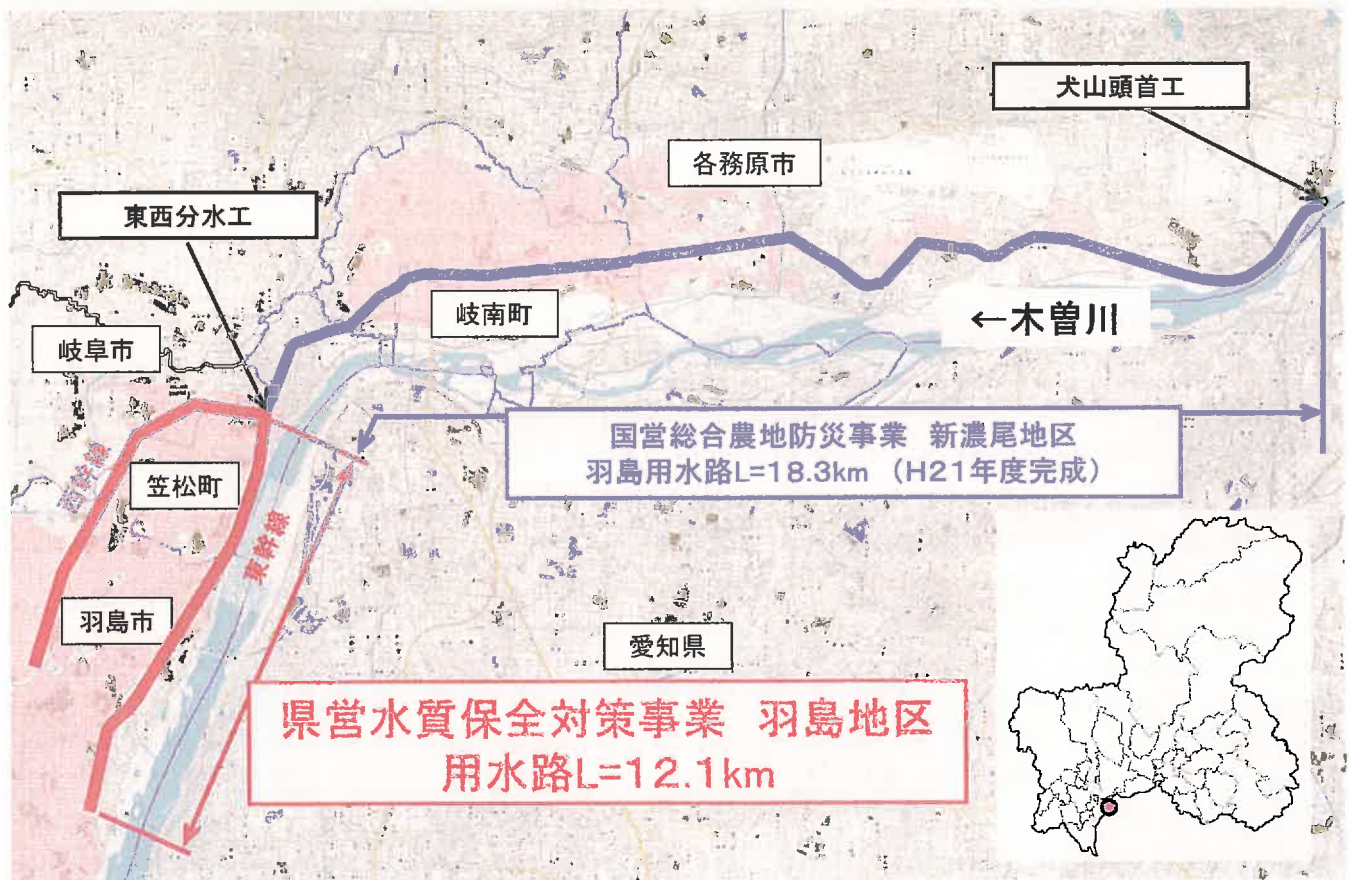 犬山頭首工
各務原市
東西分水工
岐南町
←木曽川
岐阜市
国営総合農地防災事業 新濃尾地区
羽島用水路L=18.3km (H21年度完成)
笠松町
西幹線
東幹線
羽島市
愛知県
県営水質保全対策事業 羽島地区
用水路L=12.1km